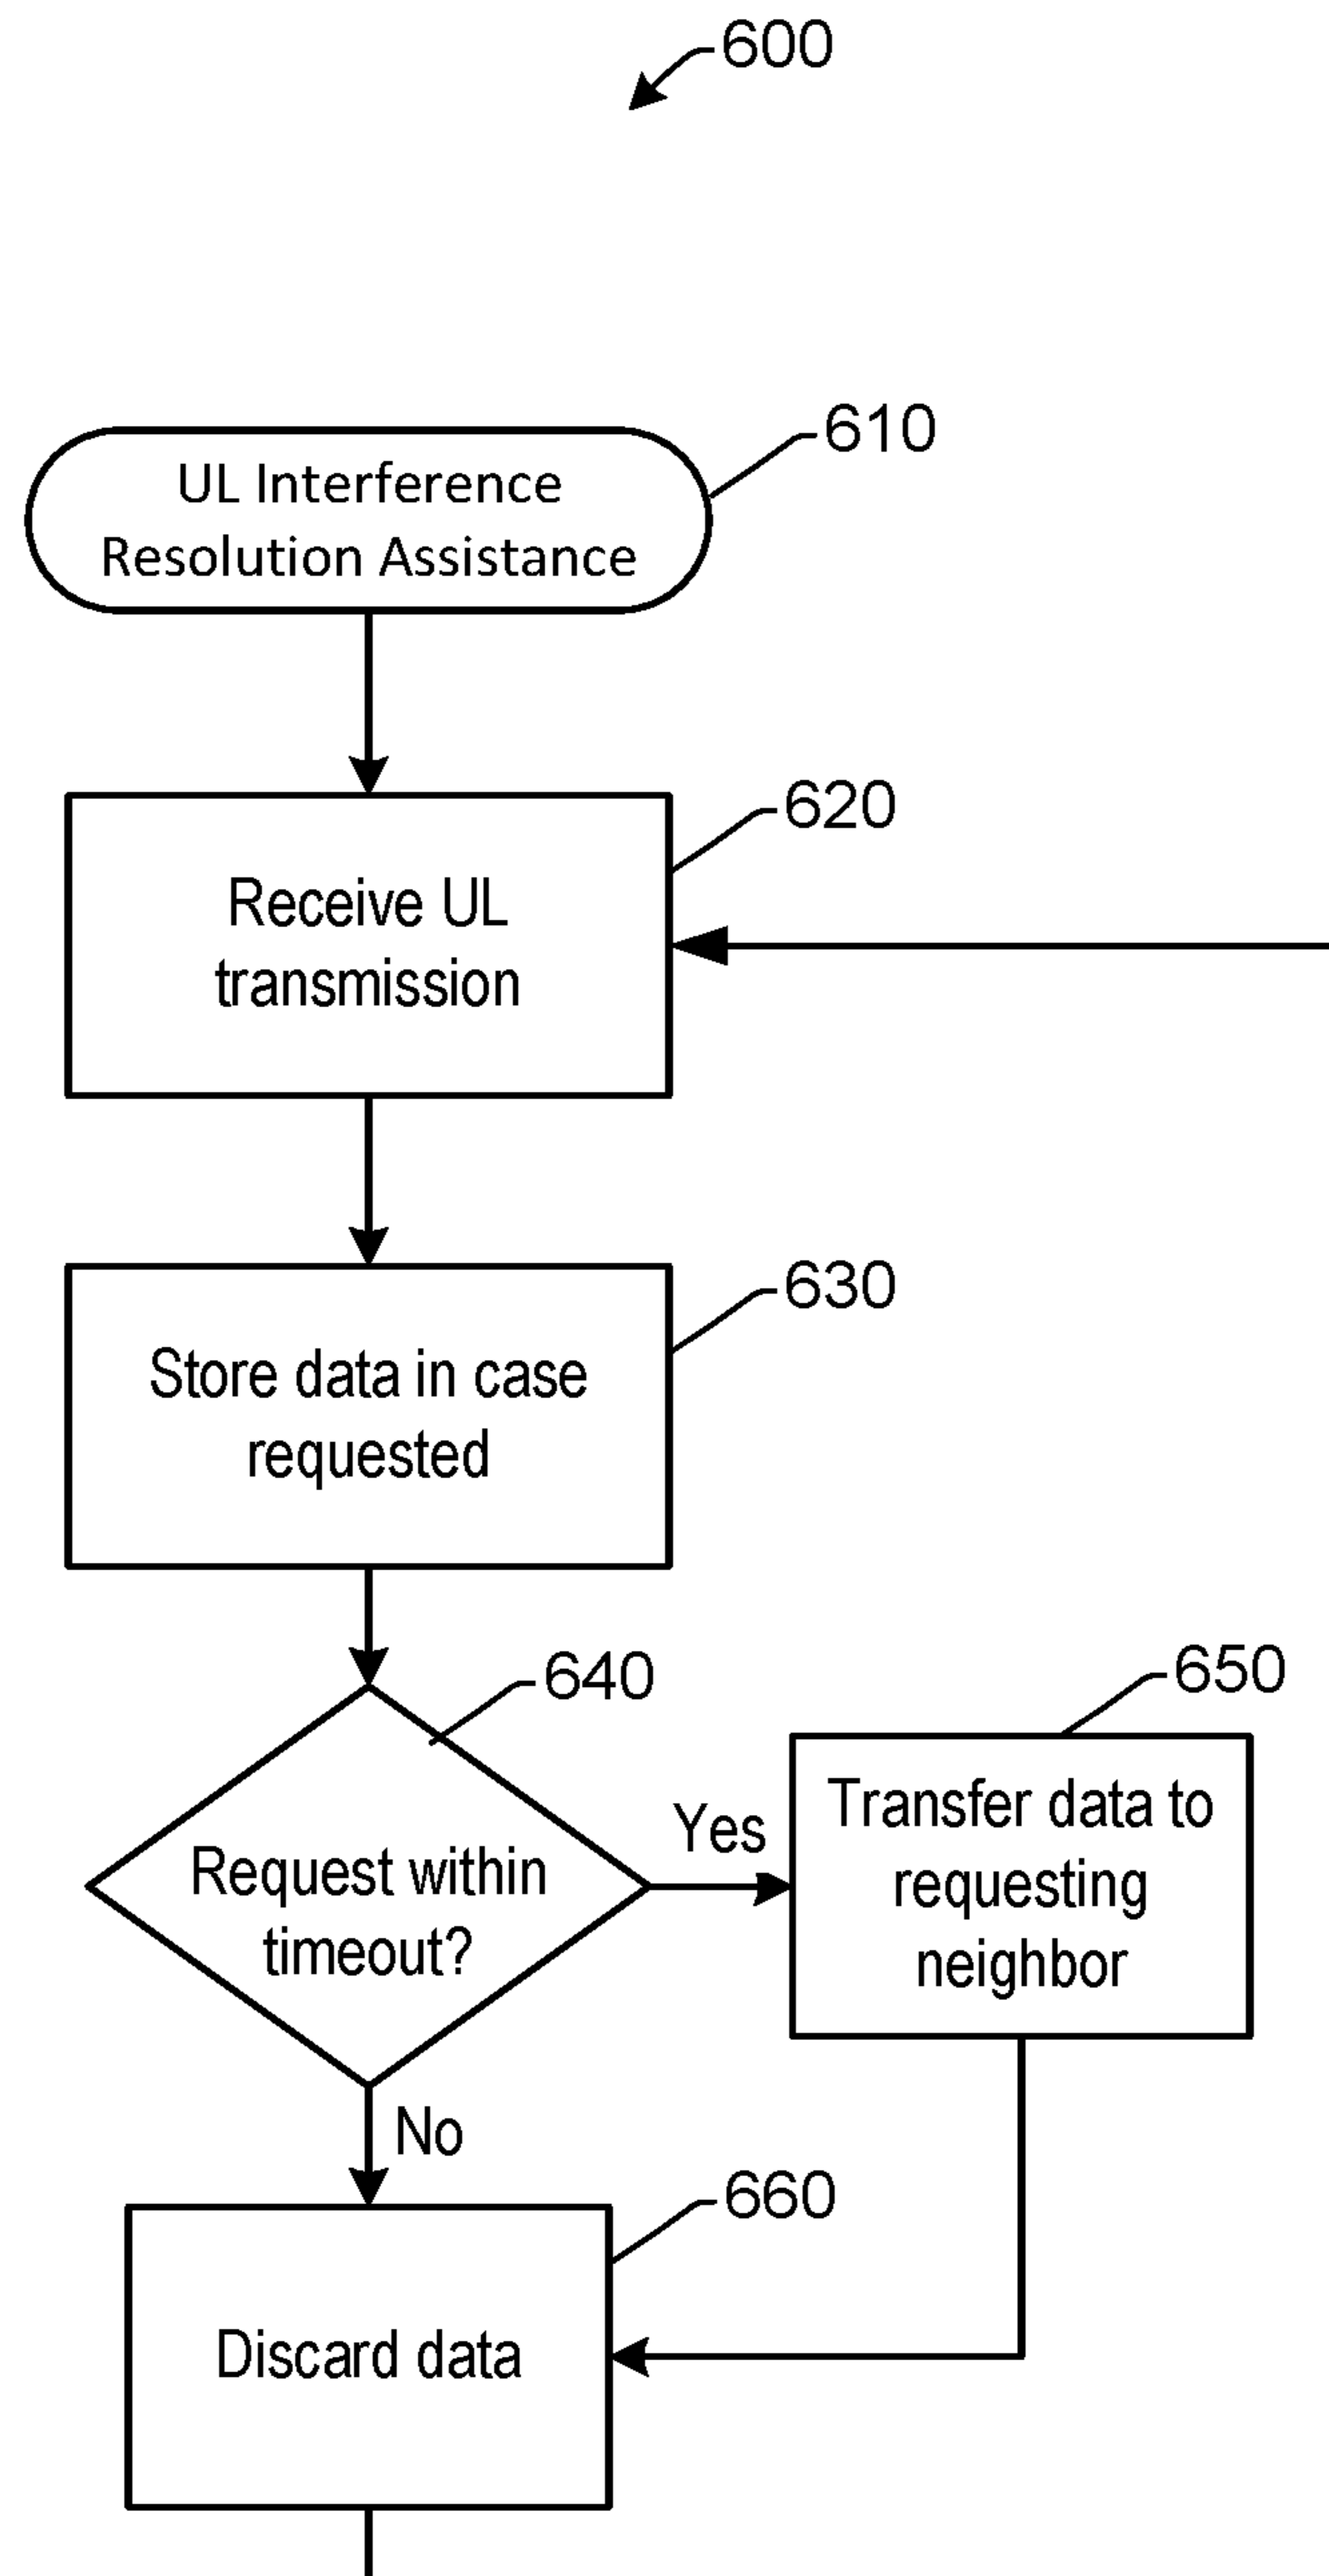 600
610
UL Interference
Resolution Assistance
620
Receive UL
transmission
630
Store data in case
requested
640
650
Request within
timeout?
Yes
Transfer data to
requesting
neighbor
No
660
Discard data